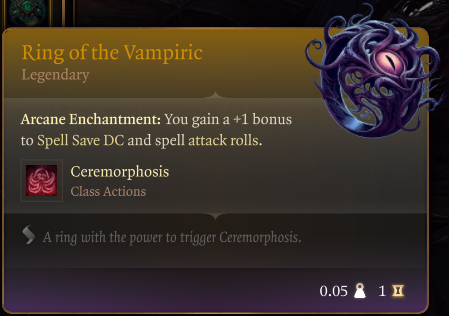 Ring of the Vampiric
Legendary
Arcane Enchantment: You gain a +1 bonus
to Spell Save DC and spell attack rolls.
Ceremorphosis
Class Actions
A ring with the power to trigger Ceremorphosis.
0.05 1